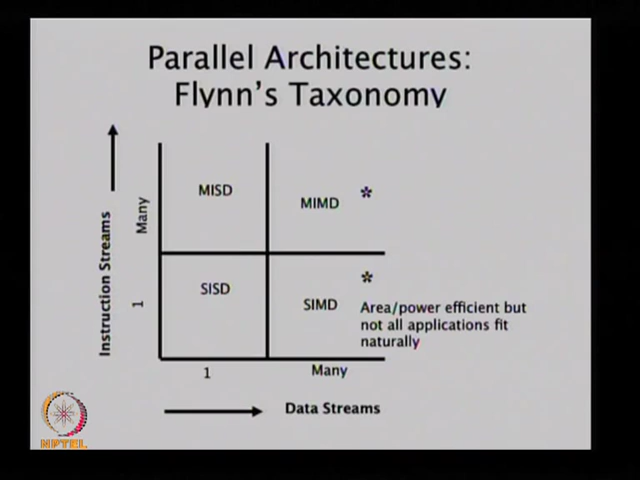 Parallel Architectures:
Flynn's Taxonomy
Instruction Streams
Many
1
MISD
MIMD *
SISD
*
SIMD
Area/power efficient but
not all applications fit
naturally
1
Many
Data Streams
NPTEL